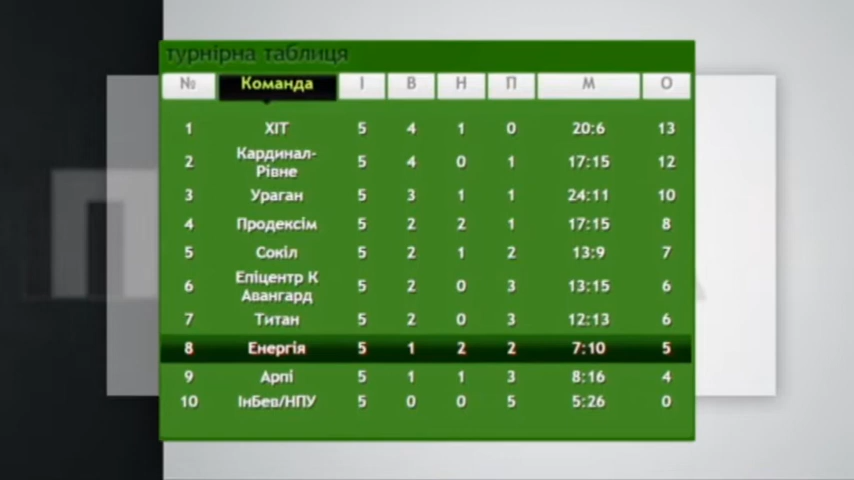 турнірна таблиця
№ Команда І В Н П М О
1 ХІТ 5 4 1 0 20:6 13
2 Кардинал-
Рівне 5 4 0 1 17:15 12
3 Ураган 5 3 1 1 24:11 10
4 Продексім 5 2 2 1 17:15 8
5 Сокіл 5 2 1 2 13:9 7
6 Епіцентр К
Авангард 5 2 0 3 13:15 6
7 Титан 5 2 0 3 12:13 6
8 Енергія 5 1 2 2 7:10 5
9 Арпі 5 1 1 3 8:16 4
10 ІнБев/НПУ 5 0 0 5 5:26 0